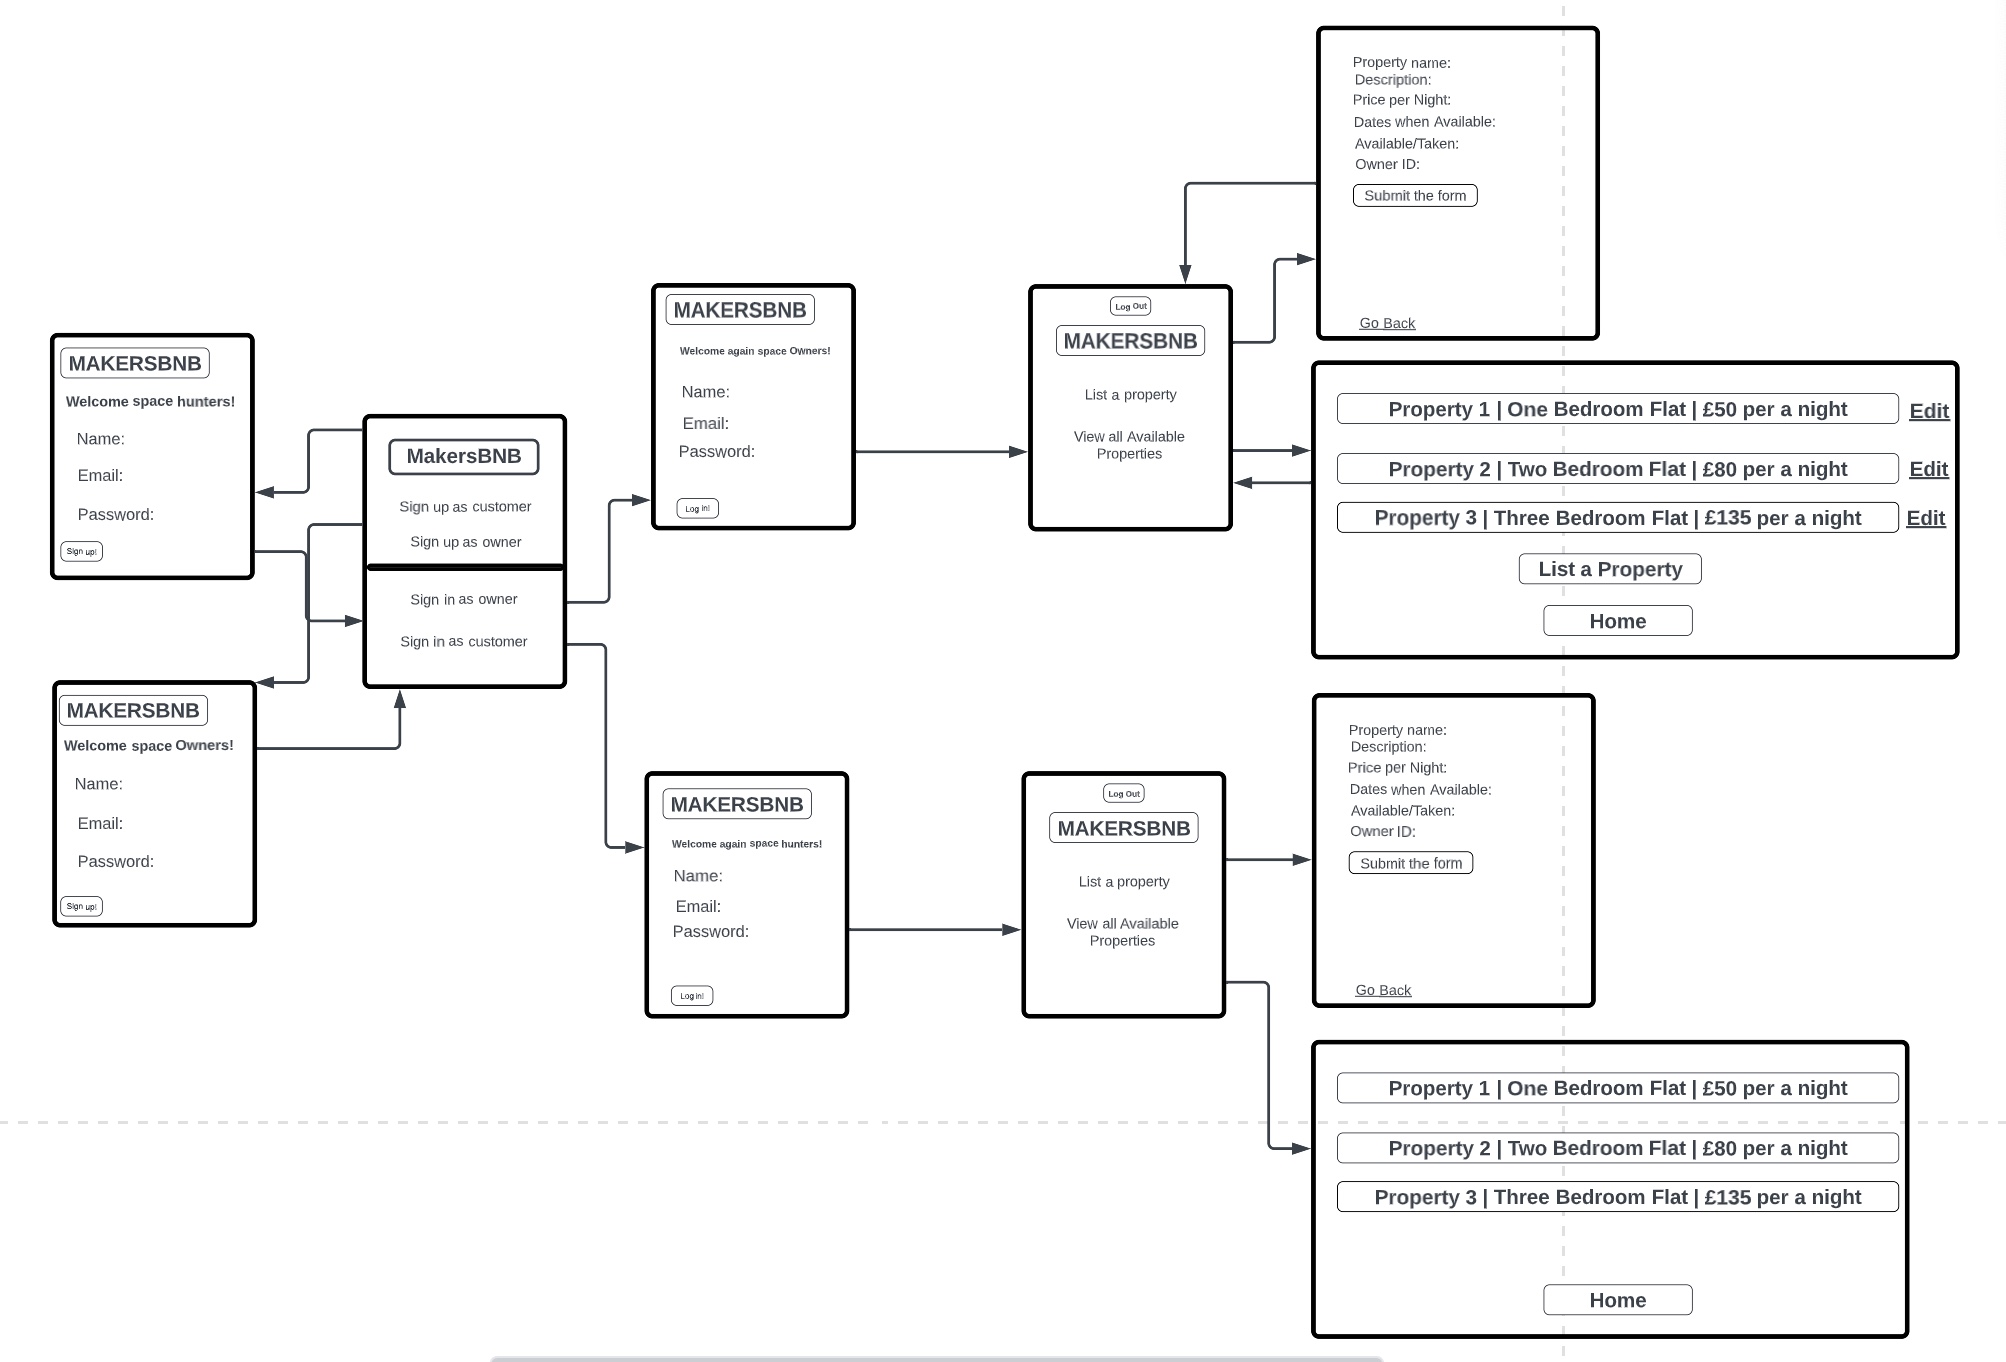 MAKERSBNB
Welcome space hunters!
Name:
Email:
Password:
Sign up!
MAKERSBNB
Welcome space Owners!
Name:
Email:
Password:
Sign up!
MakersBNB
Sign up as customer
Sign up as owner
Sign in as owner
Sign in as customer
MAKERSBNB
Welcome again space Owners!
Name:
Email:
Password:
Log in!
MAKERSBNB
Welcome again space hunters!
Name:
Email:
Password:
Log in!
Log Out
MAKERSBNB
List a property
View all Available
Properties
Log Out
MAKERSBNB
List a property
View all Available
Properties
Property name:
Description:
Price per Night:
Dates when Available:
Available/Taken:
Owner ID:
Submit the form
Go Back
Property 1 | One Bedroom Flat | £50 per a night
Edit
Property 2 | Two Bedroom Flat | £80 per a night
Edit
Property 3 | Three Bedroom Flat | £135 per a night
Edit
List a Property
Home
Property name:
Description:
Price per Night:
Dates when Available:
Available/Taken:
Owner ID:
Submit the form
Go Back
Property 1 | One Bedroom Flat | £50 per a night
Property 2 | Two Bedroom Flat | £80 per a night
Property 3 | Three Bedroom Flat | £135 per a night
Home